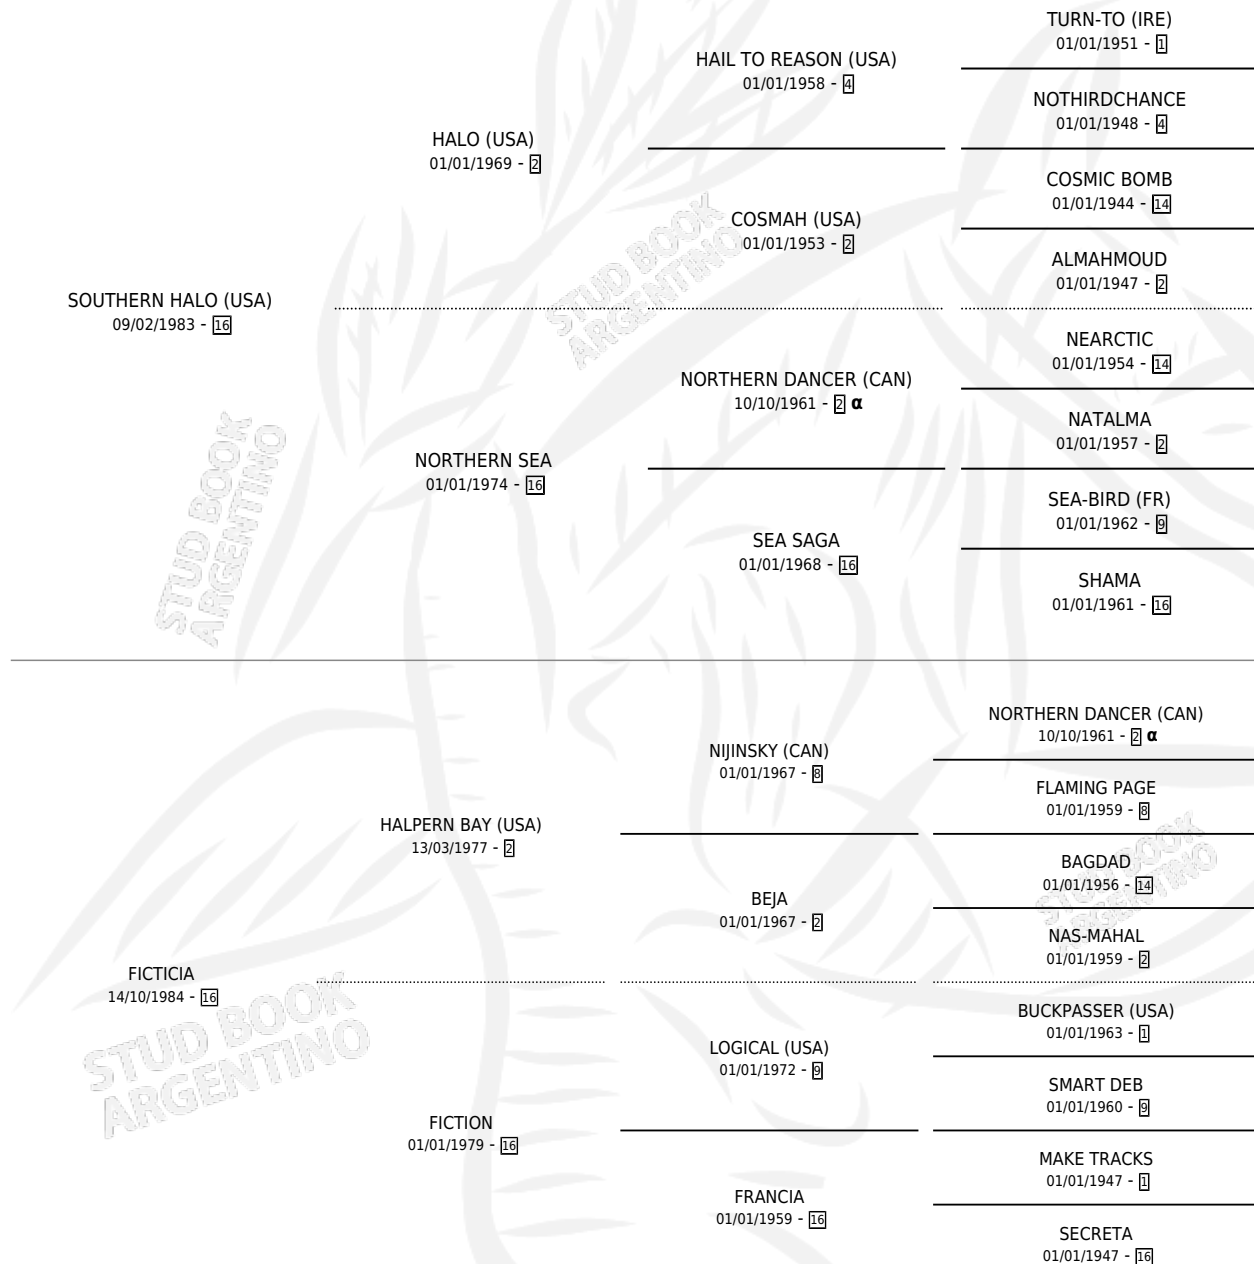 TURN-TO (IRE)
01/01/1951 - 1
HAIL TO REASON (USA)
01/01/1958 - 4
NOTHIRDCHANCE
01/01/1948 - 4
HALO (USA)
01/01/1969 - 2
COSMIC BOMB
01/01/1944 - 14
COSMAH (USA)
01/01/1953 - 2
ALMAHMOUD
01/01/1947 - 2
SOUTHERN HALO (USA)
09/02/1983 - 16
NEARCTIC
01/01/1954 - 14
NORTHERN DANCER (CAN)
10/10/1961 - 2 α
NATALMA
01/01/1957 - 2
NORTHERN SEA
01/01/1974 - 16
SEA-BIRD (FR)
01/01/1962 - 9
SEA SAGA
01/01/1968 - 16
SHAMA
01/01/1961 - 16
NORTHERN DANCER (CAN)
10/10/1961 - 2 α
NIJINSKY (CAN)
01/01/1967 - 8
FLAMING PAGE
01/01/1959 - 8
HALPERN BAY (USA)
13/03/1977 - 2
BAGDAD
01/01/1956 - 14
BEJA
01/01/1967 - 2
NAS-MAHAL
01/01/1959 - 2
FICTICIA
14/10/1984 - 16
BUCKPASSER (USA)
01/01/1963 - 1
LOGICAL (USA)
01/01/1972 - 9
SMART DEB
01/01/1960 - 9
FICTION
01/01/1979 - 16
MAKE TRACKS
01/01/1947 - 1
FRANCIA
01/01/1959 - 16
SECRETA
01/01/1947 - 16
STUD BOOK
ARGENTINO
STUD BOOK
ARGENTINO
STUD BOOK
ARGENTINO
STUD BOOK
ARGENTINO